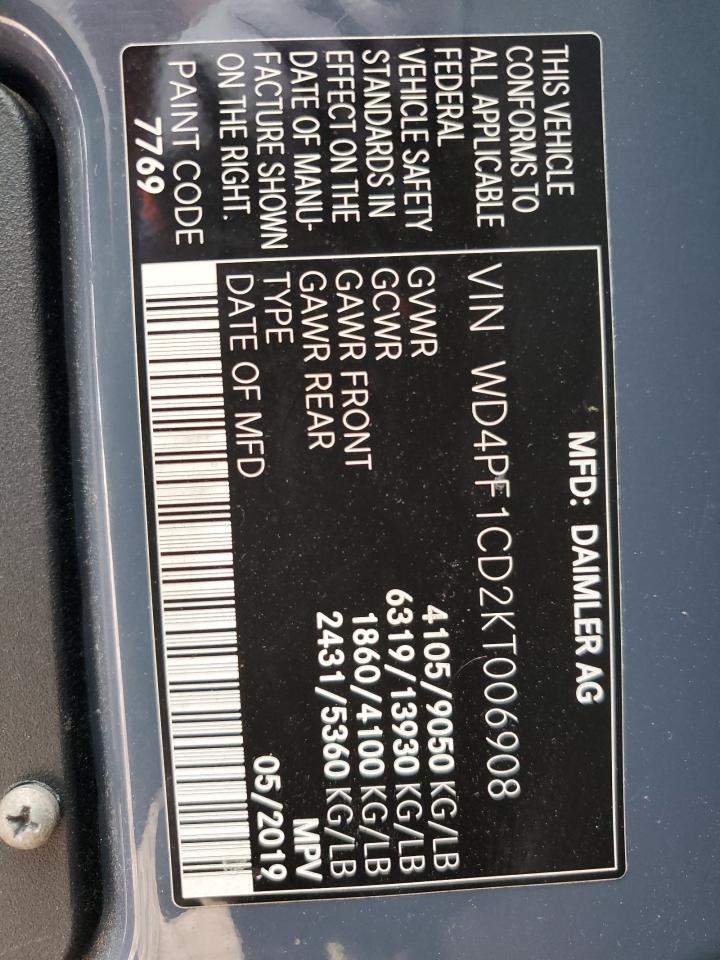 MFD: DAIMLER AG
VIN WD4PF1CD2KT006908
GVWR 4105/9050 KG/LB
GCWR 6319/13930 KG/LB
GAWR FRONT 1860/4100 KG/LB
GAWR REAR 2431/5360 KG/LB
TYPE MPV
DATE OF MFD 05/2019
THIS VEHICLE
CONFORMS TO
ALL APPLICABLE
FEDERAL
VEHICLE SAFETY
STANDARDS IN
EFFECT ON THE
DATE OF MANU-
FACTURE SHOWN
ON THE RIGHT.
PAINT CODE
7769